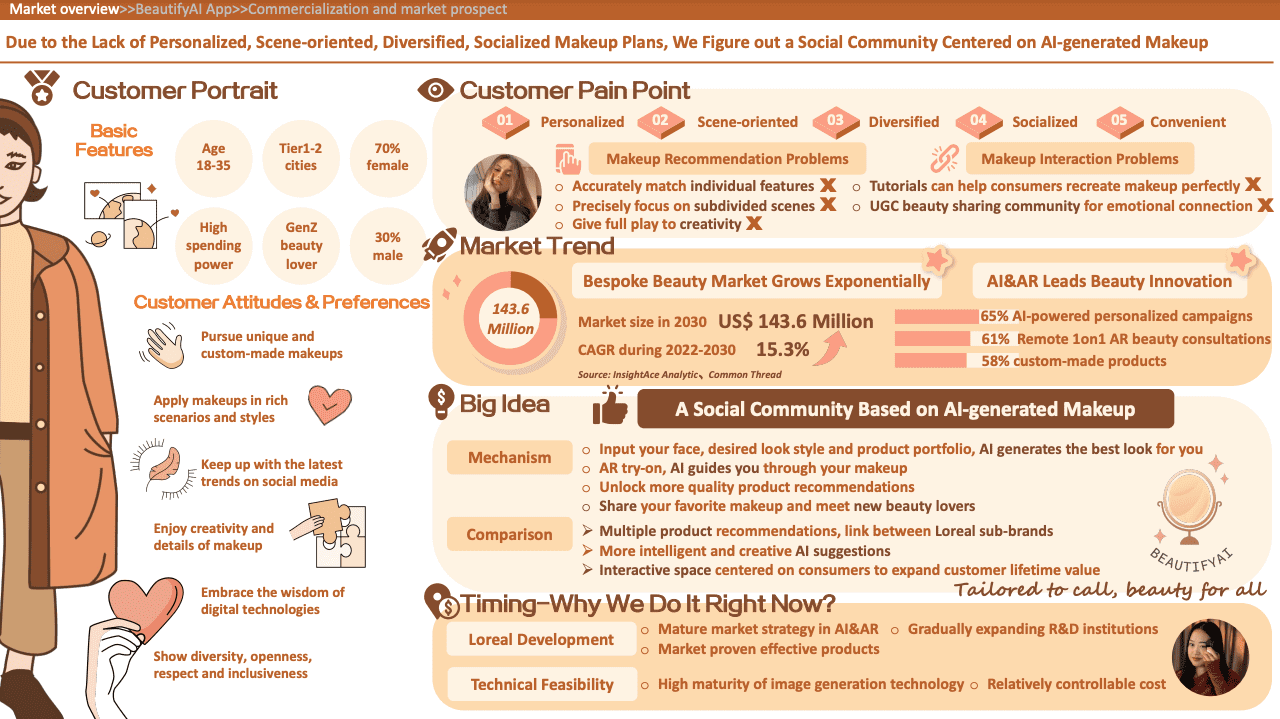 Market overview>>BeautifyAI App>>Commercialization and market prospect
Due to the Lack of Personalized, Scene-oriented, Diversified, Socialized Makeup Plans, We Figure out a Social Community Centered on AI-generated Makeup
Customer Portrait
Basic
Features
Age
18-35
Tier1-2
cities
70%
female
High
spending
power
GenZ
beauty
lover
30%
male
Customer Attitudes & Preferences
Pursue unique and
custom-made makeups
Apply makeups in rich
scenarios and styles
Keep up with the latest
trends on social media
Enjoy creativity and
details of makeup
Embrace the wisdom of
digital technologies
Show diversity, openness,
respect and inclusiveness
Customer Pain Point
01 Personalized 02 Scene-oriented 03 Diversified 04 Socialized 05 Convenient
Makeup Recommendation Problems
○ Accurately match individual features X
○ Precisely focus on subdivided scenes X
○ Give full play to creativity X
Makeup Interaction Problems
○ Tutorials can help consumers recreate makeup perfectly X
○ UGC beauty sharing community for emotional connection X
Market Trend
143.6
Million
Bespoke Beauty Market Grows Exponentially
Market size in 2030 US$ 143.6 Million
CAGR during 2022-2030 15.3%
Source: InsightAce Analytic、Common Thread
AI&AR Leads Beauty Innovation
65% AI-powered personalized campaigns
61% Remote 1on1 AR beauty consultations
58% custom-made products
Big Idea
A Social Community Based on AI-generated Makeup
Mechanism
○ Input your face, desired look style and product portfolio, AI generates the best look for you
○ AR try-on, AI guides you through your makeup
○ Unlock more quality product recommendations
○ Share your favorite makeup and meet new beauty lovers
Comparison
➢ Multiple product recommendations, link between Loreal sub-brands
➢ More intelligent and creative AI suggestions
➢ Interactive space centered on consumers to expand customer lifetime value
BEAUTIFYAI
Tailored to call, beauty for all
Timing–Why We Do It Right Now?
Loreal Development
○ Mature market strategy in AI&AR ○ Gradually expanding R&D institutions
○ Market proven effective products
Technical Feasibility
○ High maturity of image generation technology ○ Relatively controllable cost